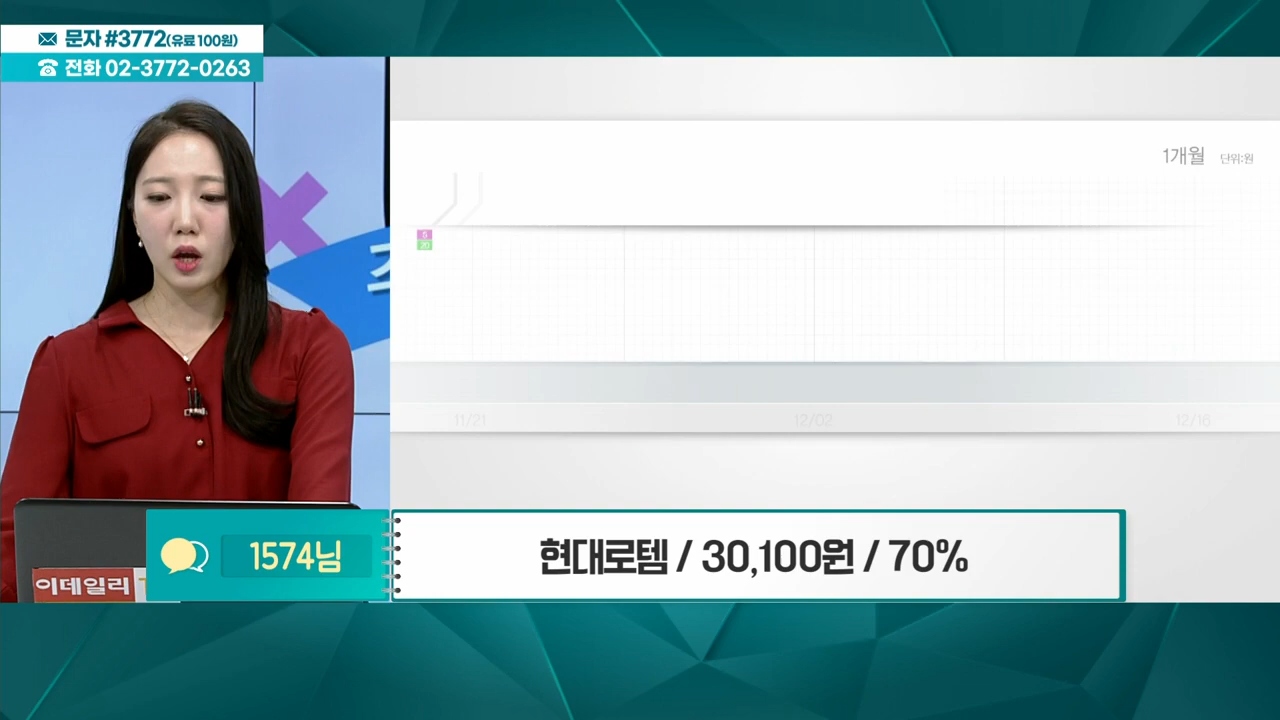 문자 #3772(유료 100원)
전화 02-3772-0263
1개월 단위:원
5
20
11/21 12/02 12/16
1574님
현대로템 / 30,100원 / 70%
이데일리